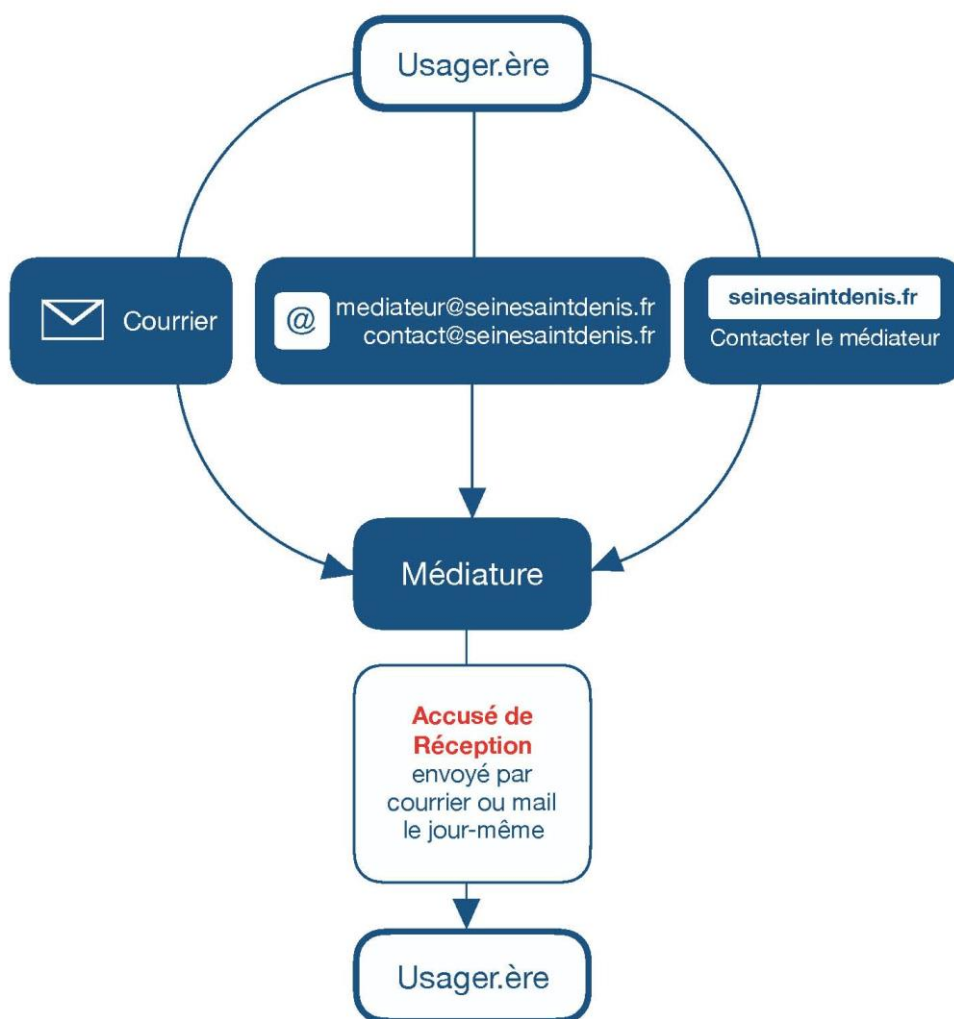 Usager.ère
Courrier
@
mediateur@seinesaintdenis.fr
contact@seinesaintdenis.fr
seinesaintdenis.fr
Contacter le médiateur
Médiature
Accusé de
Réception
envoyé par
courrier ou mail
le jour-même
Usager.ère